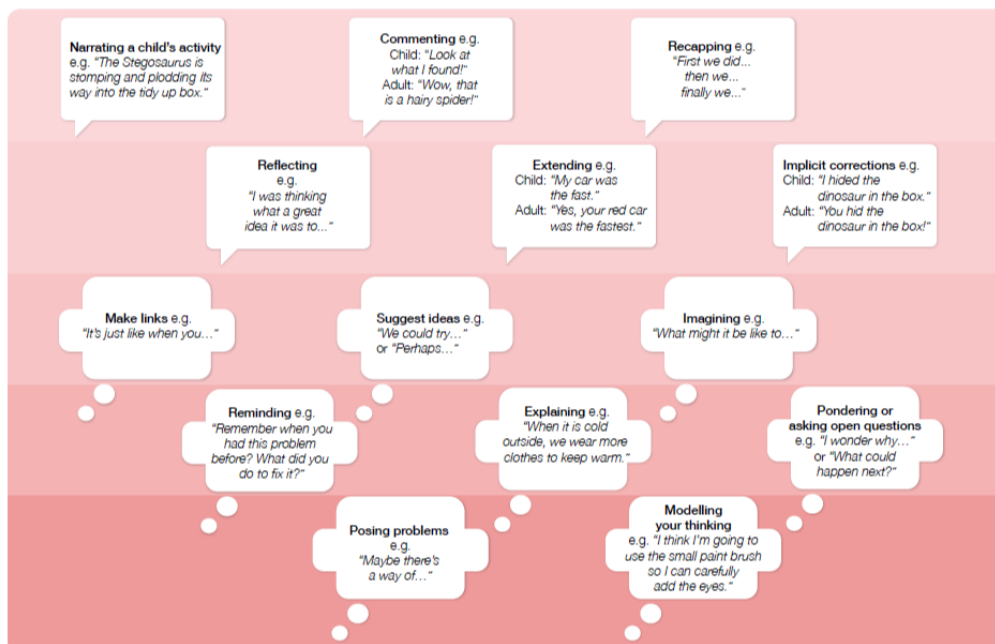 Narrating a child's activity
e.g. "The Stegosaurus is
stomping and plodding its
way into the tidy up box."
Commenting e.g.
Child: "Look at
what I found!"
Adult: "Wow, that
is a hairy spider!"
Recapping e.g.
"First we did...
then we...
finally we..."
Reflecting
e.g.
"I was thinking
what a great
idea it was to..."
Extending e.g.
Child: "My car was
the fast."
Adult: "Yes, your red car
was the fastest."
Implicit corrections e.g.
Child: "I hided the
dinosaur in the box."
Adult: "You hid the
dinosaur in the box!"
Make links e.g.
"It's just like when you..."
Suggest ideas e.g.
"We could try..."
or "Perhaps..."
Imagining e.g.
"What might it be like to..."
Reminding e.g.
"Remember when you
had this problem
before? What did you
do to fix it?"
Explaining e.g.
"When it is cold
outside, we wear more
clothes to keep warm."
Pondering or
asking open questions
e.g. "I wonder why..."
or "What could
happen next?"
Posing problems
e.g.
"Maybe there's
a way of..."
Modelling
your thinking
e.g. "I think I'm going to
use the small paint brush
so I can carefully
add the eyes."